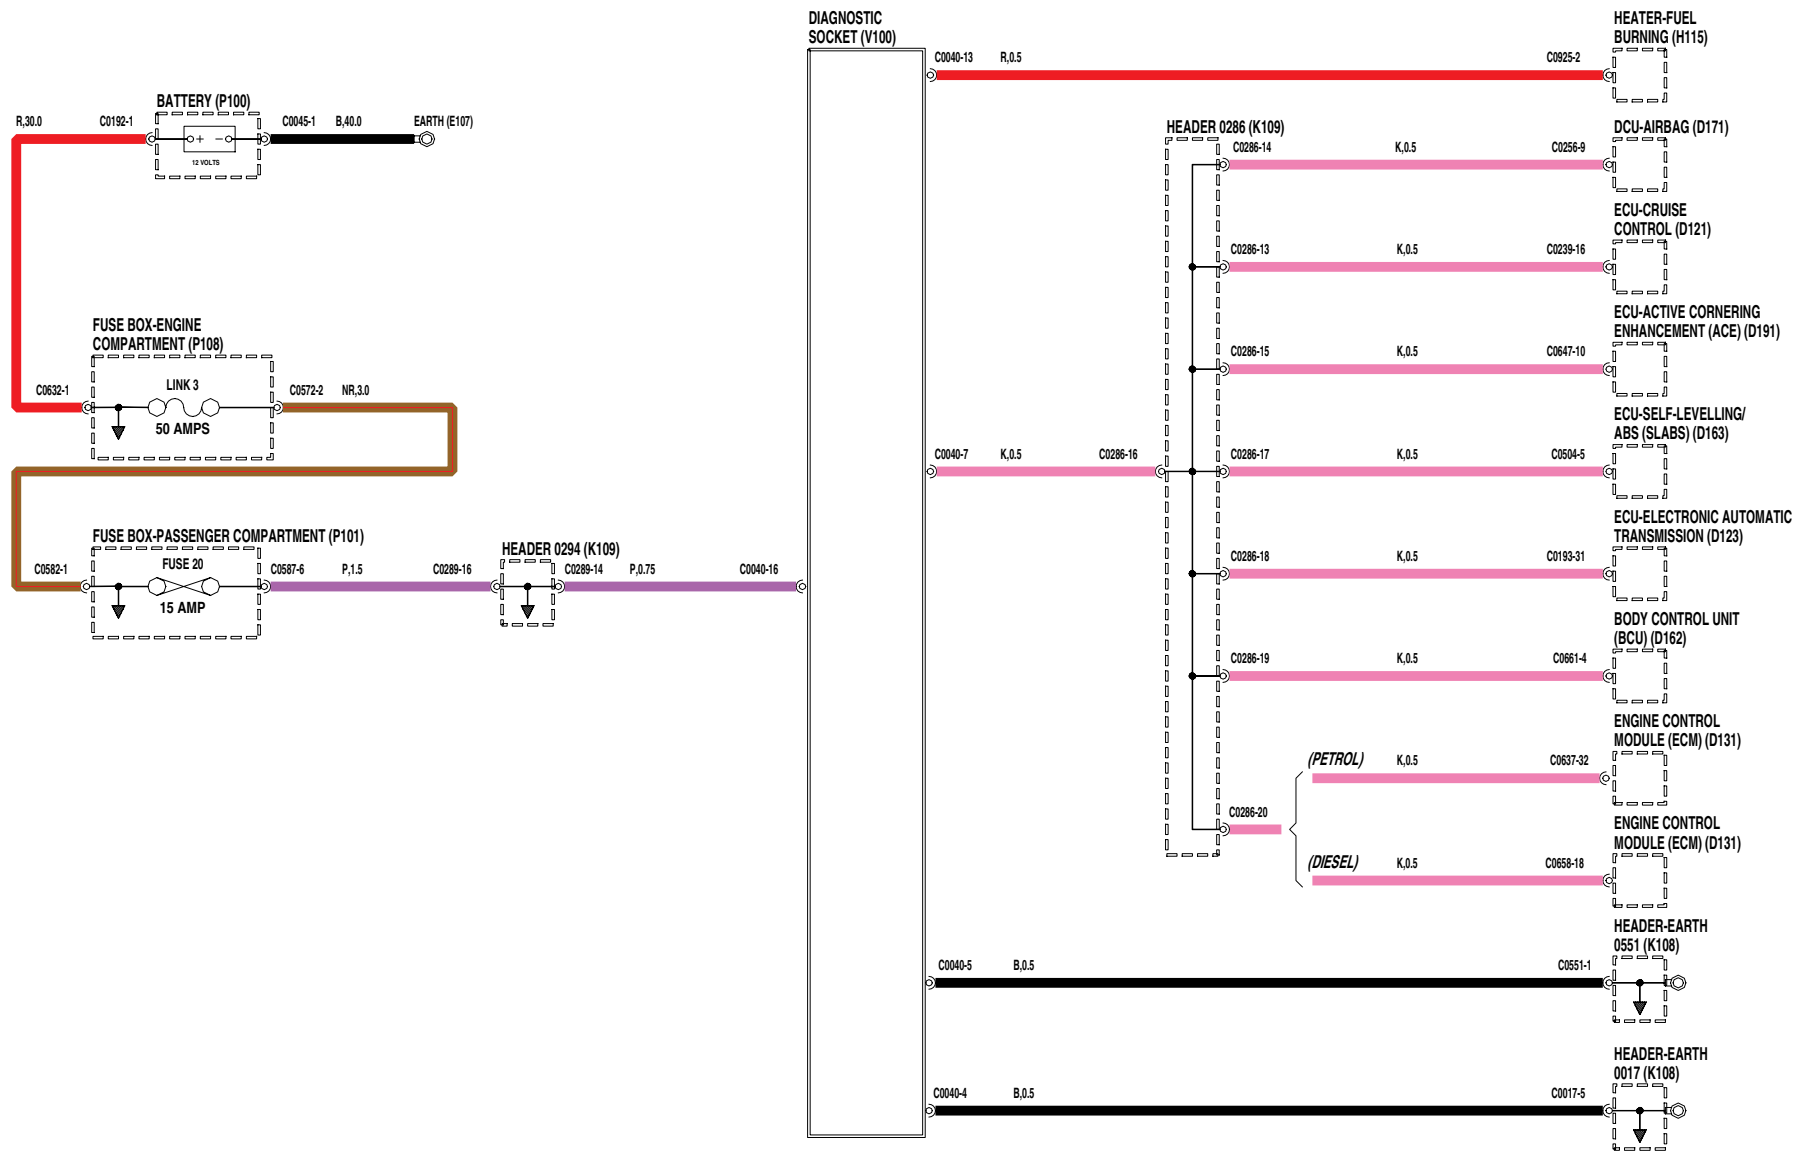 DIAGNOSTIC
SOCKET (V100)
HEATER-FUEL
BURNING (H115)
C0040-13 R,0.5 C0925-2
BATTERY (P100)
R,30.0 C0192-1 C0045-1 B,40.0 EARTH (E107)
+ −
12 VOLTS
HEADER 0286 (K109)
DCU-AIRBAG (D171)
C0286-14 K,0.5 C0256-9
ECU-CRUISE
CONTROL (D121)
C0286-13 K,0.5 C0239-16
ECU-ACTIVE CORNERING
ENHANCEMENT (ACE) (D191)
C0286-15 K,0.5 C0647-10
FUSE BOX-ENGINE
COMPARTMENT (P108)
LINK 3
C0632-1 C0572-2 NR,3.0
50 AMPS
ECU-SELF-LEVELLING/
ABS (SLABS) (D163)
C0040-7 K,0.5 C0286-16 C0286-17 K,0.5 C0504-5
ECU-ELECTRONIC AUTOMATIC
TRANSMISSION (D123)
C0286-18 K,0.5 C0193-31
FUSE BOX-PASSENGER COMPARTMENT (P101)
HEADER 0294 (K109)
FUSE 20
C0582-1 C0587-6 P,1.5 C0289-16 C0289-14 P,0.75 C0040-16
15 AMP
BODY CONTROL UNIT
(BCU) (D162)
C0286-19 K,0.5 C0661-4
ENGINE CONTROL
MODULE (ECM) (D131)
(PETROL) K,0.5 C0637-32
C0286-20
ENGINE CONTROL
MODULE (ECM) (D131)
(DIESEL) K,0.5 C0658-18
HEADER-EARTH
0551 (K108)
C0040-5 B,0.5 C0551-1
HEADER-EARTH
0017 (K108)
C0040-4 B,0.5 C0017-5